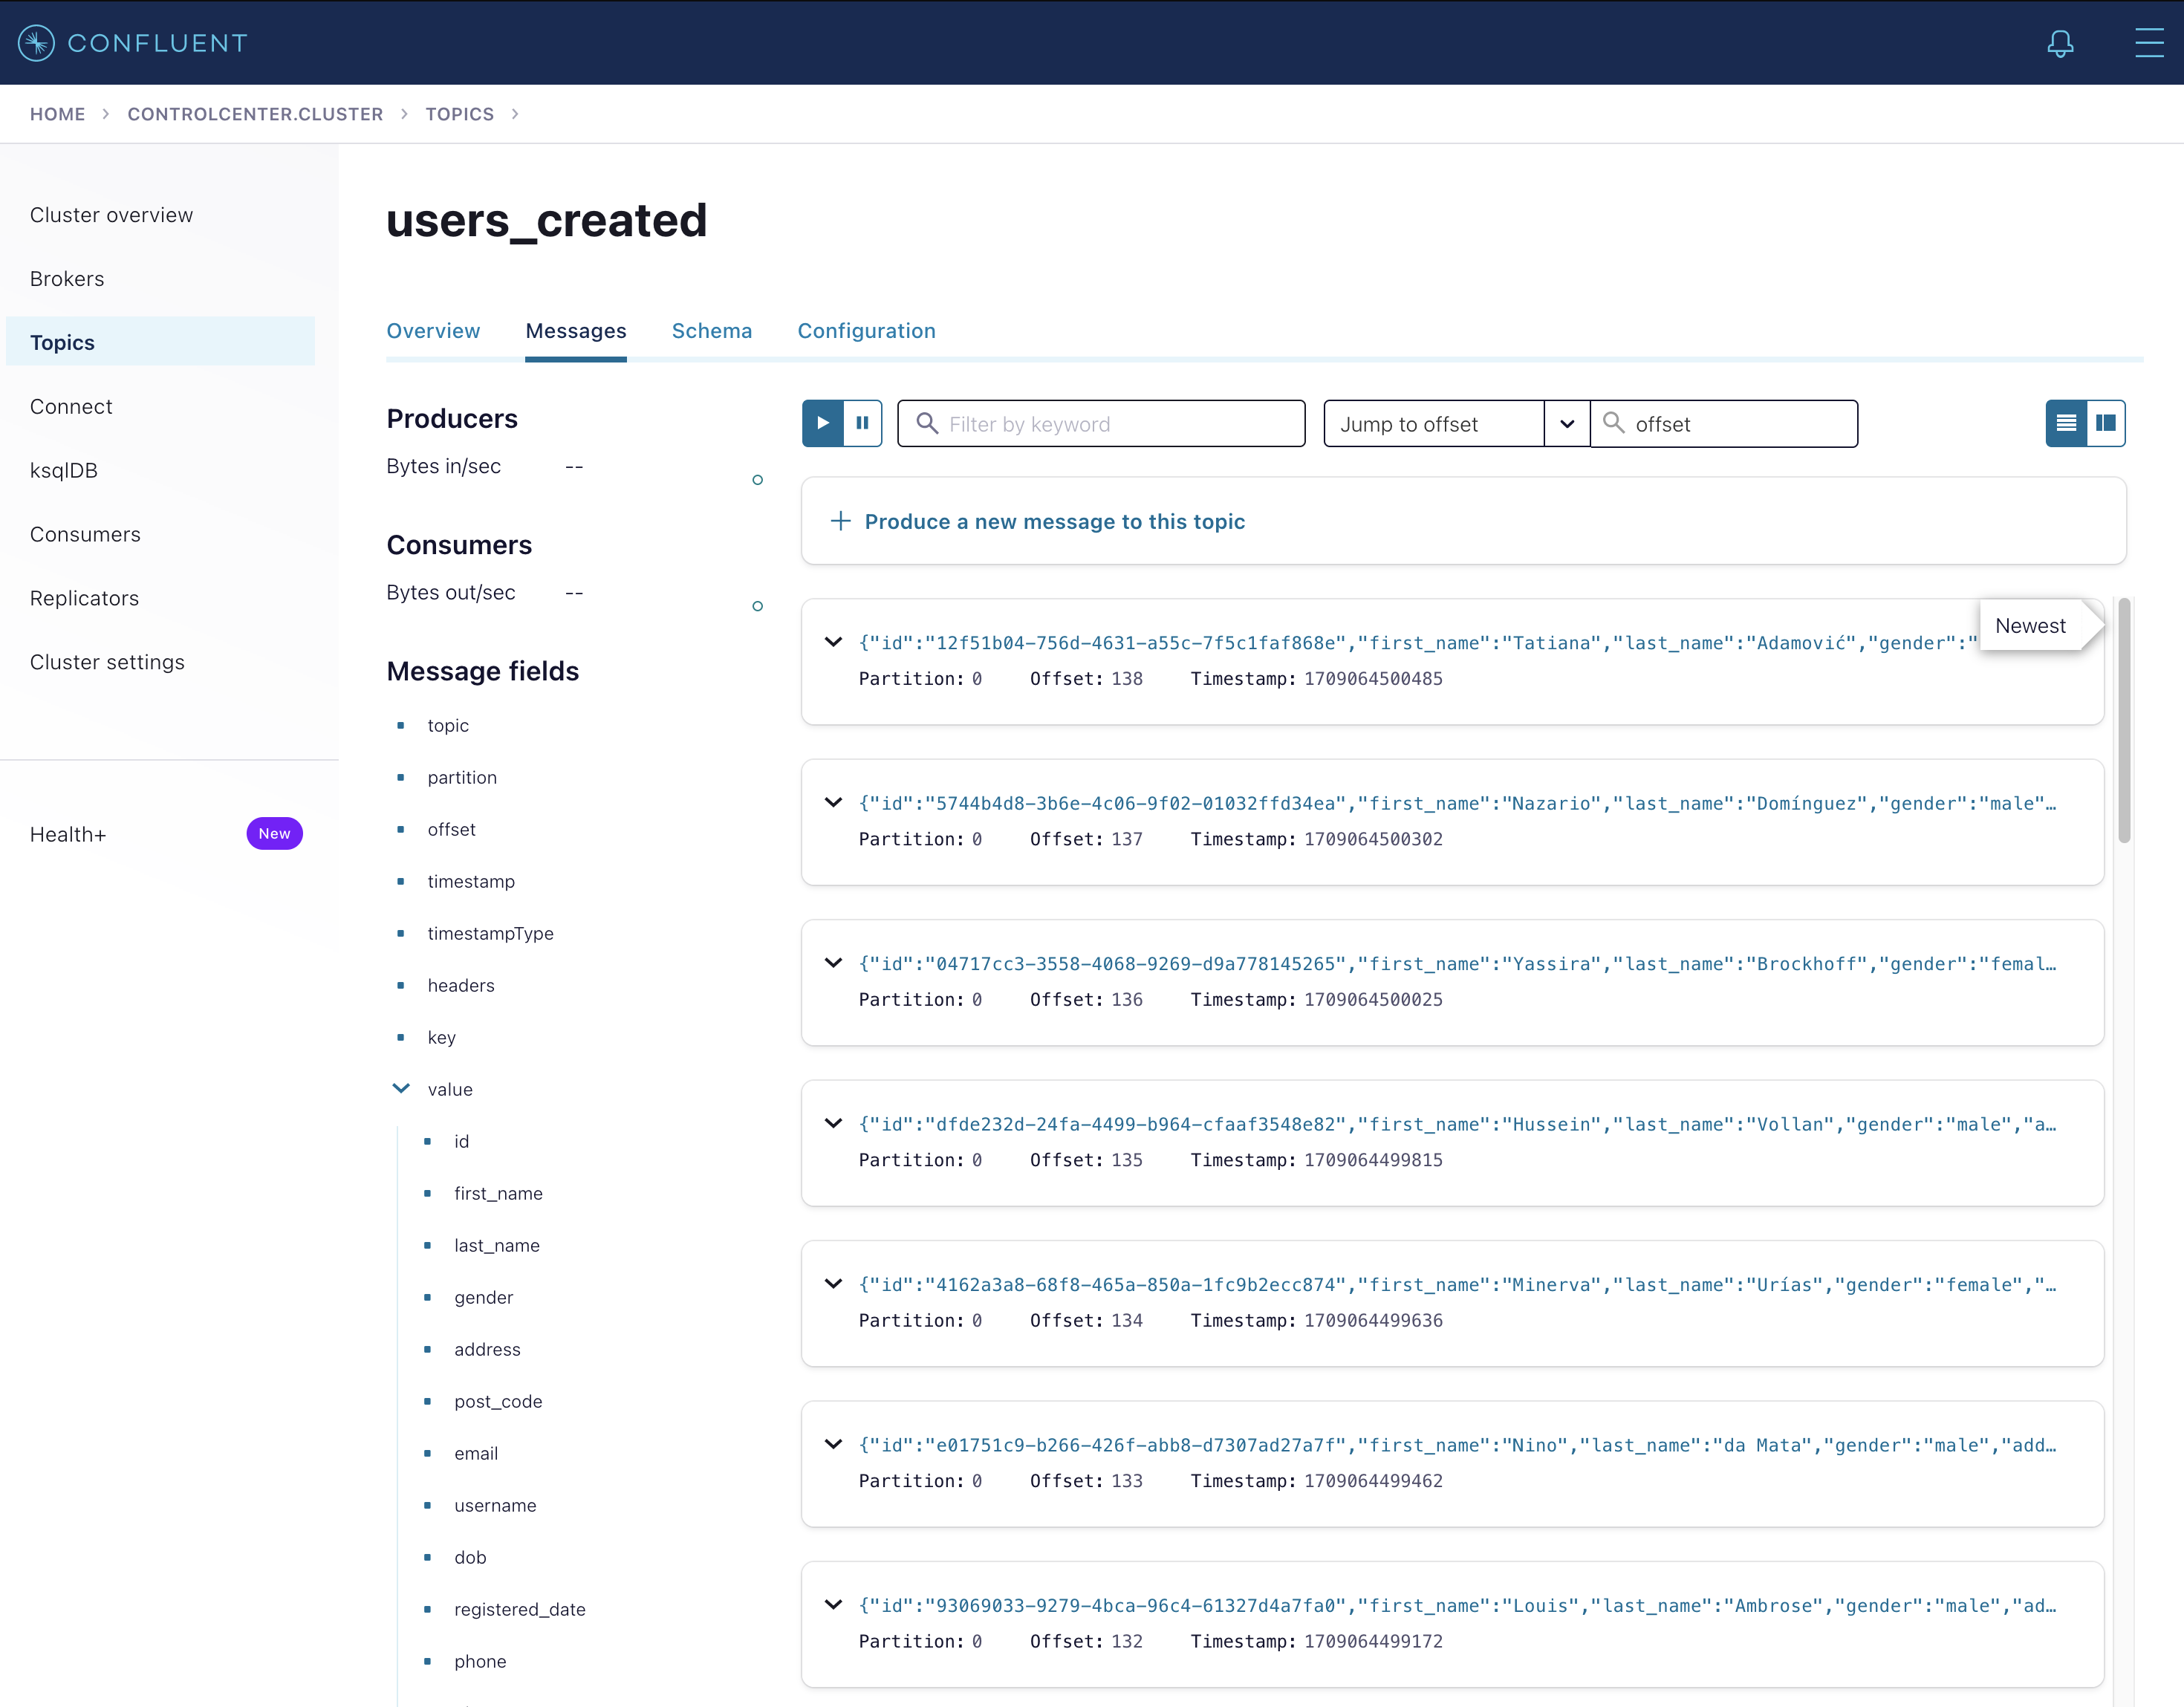 CONFLUENT
HOME > CONTROLCENTER.CLUSTER > TOPICS >
Cluster overview
Brokers
Topics
Connect
ksqlDB
Consumers
Replicators
Cluster settings
Health+ New
users_created
Overview Messages Schema Configuration
Producers
Bytes in/sec --
Consumers
Bytes out/sec --
Message fields
topic
partition
offset
timestamp
timestampType
headers
key
value
id
first_name
last_name
gender
address
post_code
email
username
dob
registered_date
phone
Filter by keyword
Jump to offset
offset
+ Produce a new message to this topic
Newest
{"id":"12f51b04-756d-4631-a55c-7f5c1faf868e","first_name":"Tatiana","last_name":"Adamović","gender":"
Partition: 0 Offset: 138 Timestamp: 1709064500485
{"id":"5744b4d8-3b6e-4c06-9f02-01032ffd34ea","first_name":"Nazario","last_name":"Domínguez","gender":"male"…
Partition: 0 Offset: 137 Timestamp: 1709064500302
{"id":"04717cc3-3558-4068-9269-d9a778145265","first_name":"Yassira","last_name":"Brockhoff","gender":"femal…
Partition: 0 Offset: 136 Timestamp: 1709064500025
{"id":"dfde232d-24fa-4499-b964-cfaaf3548e82","first_name":"Hussein","last_name":"Vollan","gender":"male","a…
Partition: 0 Offset: 135 Timestamp: 1709064499815
{"id":"4162a3a8-68f8-465a-850a-1fc9b2ecc874","first_name":"Minerva","last_name":"Urías","gender":"female","…
Partition: 0 Offset: 134 Timestamp: 1709064499636
{"id":"e01751c9-b266-426f-abb8-d7307ad27a7f","first_name":"Nino","last_name":"da Mata","gender":"male","add…
Partition: 0 Offset: 133 Timestamp: 1709064499462
{"id":"93069033-9279-4bca-96c4-61327d4a7fa0","first_name":"Louis","last_name":"Ambrose","gender":"male","ad…
Partition: 0 Offset: 132 Timestamp: 1709064499172